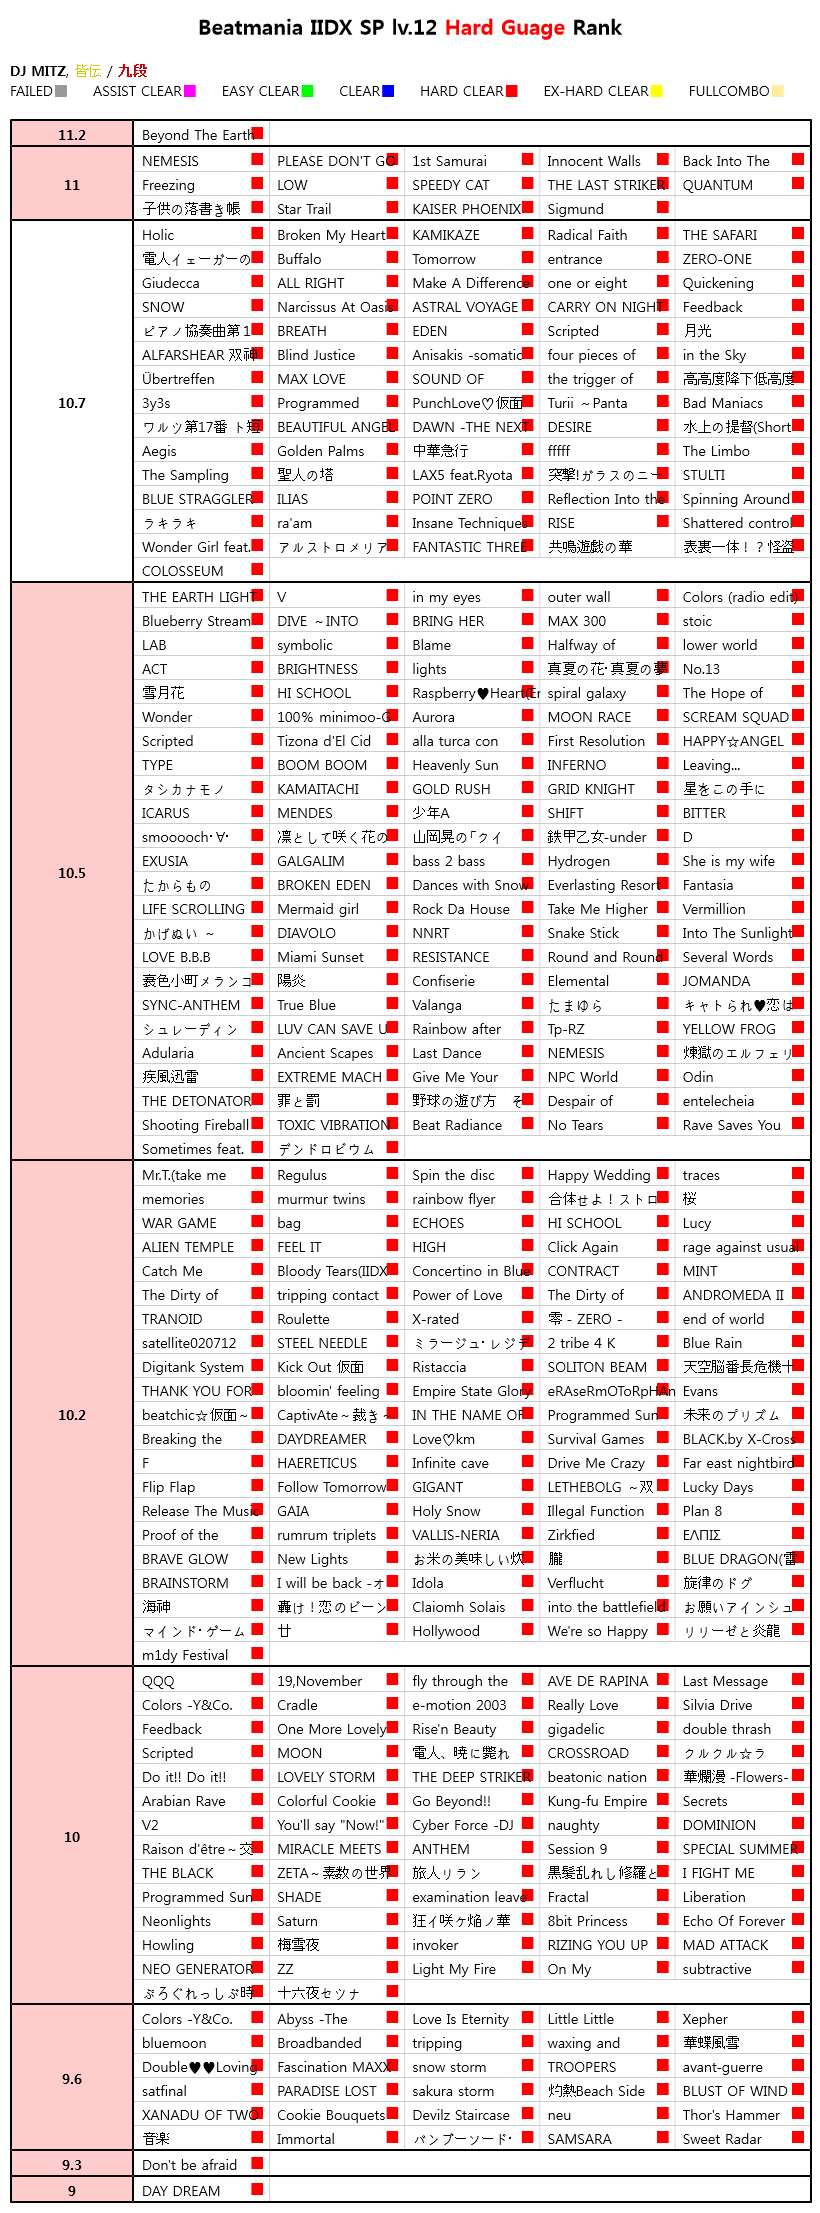 Beatmania IIDX SP lv.12 Hard Guage Rank
DJ MITZ, 皆伝 / 九段
FAILED ASSIST CLEAR EASY CLEAR CLEAR HARD CLEAR EX-HARD CLEAR FULLCOMBO
11.2 Beyond The Earth
NEMESIS PLEASE DON'T GO 1st Samurai Innocent Walls Back Into The
11 Freezing LOW SPEEDY CAT THE LAST STRIKER QUANTUM
子供の落書き帳 Star Trail KAISER PHOENIX Sigmund
Holic Broken My Heart KAMIKAZE Radical Faith THE SAFARI
電人イェーガーの Buffalo Tomorrow entrance ZERO-ONE
Giudecca ALL RIGHT Make A Difference one or eight Quickening
SNOW Narcissus At Oasis ASTRAL VOYAGE CARRY ON NIGHT Feedback
ピアノ協奏曲第1 BREATH EDEN Scripted 月光
ALFARSHEAR 双神 Blind Justice Anisakis -somatic four pieces of in the Sky
Übertreffen MAX LOVE SOUND OF the trigger of 高高度降下低高度
10.7 3y3s Programmed PunchLove♡仮面 Turii ～Panta Bad Maniacs
ワルツ第17番 ト短 BEAUTIFUL ANGEL DAWN -THE NEXT DESIRE 水上の提督(Short
Aegis Golden Palms 中華急行 fffff The Limbo
The Sampling 聖人の塔 LAX5 feat.Ryota 突撃!ガラスのニー STULTI
BLUE STRAGGLER ILIAS POINT ZERO Reflection Into the Spinning Around
ラキラキ ra'am Insane Techniques RISE Shattered control
Wonder Girl feat. アルストロメリア FANTASTIC THREE 共鳴遊戯の華 表裏一体！？怪盗
COLOSSEUM
THE EARTH LIGHT V in my eyes outer wall Colors (radio edit)
Blueberry Stream DIVE ～INTO BRING HER MAX 300 stoic
LAB symbolic Blame Halfway of lower world
ACT BRIGHTNESS lights 真夏の花･真夏の夢 No.13
雪月花 HI SCHOOL Raspberry♥Heart(En spiral galaxy The Hope of
Wonder 100% minimoo-G Aurora MOON RACE SCREAM SQUAD
Scripted Tizona d'El Cid alla turca con First Resolution HAPPY☆ANGEL
TYPE BOOM BOOM Heavenly Sun INFERNO Leaving...
タシカナモノ KAMAITACHI GOLD RUSH GRID KNIGHT 星をこの手に
ICARUS MENDES 少年A SHIFT BITTER
smooooch･∀･ 凛として咲く花の 山岡晃の｢クイ 鉄甲乙女-under D
10.5 EXUSIA GALGALIM bass 2 bass Hydrogen She is my wife
たからもの BROKEN EDEN Dances with Snow Everlasting Resort Fantasia
LIFE SCROLLING Mermaid girl Rock Da House Take Me Higher Vermillion
かげぬい ～ DIAVOLO NNRT Snake Stick Into The Sunlight
LOVE B.B.B Miami Sunset RESISTANCE Round and Round Several Words
衰色小町メランコ 陽炎 Confiserie Elemental JOMANDA
SYNC-ANTHEM True Blue Valanga たまゆら キャトられ♥恋は
シュレーディン LUV CAN SAVE U Rainbow after Tp-RZ YELLOW FROG
Adularia Ancient Scapes Last Dance NEMESIS 煉獄のエルフェリ
疾風迅雷 EXTREME MACH Give Me Your NPC World Odin
THE DETONATOR 罪と罰 野球の遊び方　そ Despair of entelecheia
Shooting Fireball TOXIC VIBRATION Beat Radiance No Tears Rave Saves You
Sometimes feat. デンドロビウム
Mr.T.(take me Regulus Spin the disc Happy Wedding traces
memories murmur twins rainbow flyer 合体せよ！ストロ 桜
WAR GAME bag ECHOES HI SCHOOL Lucy
ALIEN TEMPLE FEEL IT HIGH Click Again rage against usual
Catch Me Bloody Tears(IIDX Concertino in Blue CONTRACT MINT
The Dirty of tripping contact Power of Love The Dirty of ANDROMEDA II
TRANOID Roulette X-rated 零 - ZERO - end of world
satellite020712 STEEL NEEDLE ミラージュ･レジデ 2 tribe 4 K Blue Rain
Digitank System Kick Out 仮面 Ristaccia SOLITON BEAM 天空脳番長危機十
THANK YOU FOR bloomin' feeling Empire State Glory eRAseRmOToRpHAn Evans
10.2 beatchic☆仮面～ CaptivAte～裁き～ IN THE NAME OF Programmed Sun 未来のプリズム
Breaking the DAYDREAMER Love♡km Survival Games BLACK.by X-Cross
F HAERETICUS Infinite cave Drive Me Crazy Far east nightbird
Flip Flap Follow Tomorrow GIGANT LETHEBOLG ～双 Lucky Days
Release The Music GAIA Holy Snow Illegal Function Plan 8
Proof of the rumrum triplets VALLIS-NERIA Zirkfied ΕΛΠΙΣ
BRAVE GLOW New Lights お米の美味しい炊 朧 BLUE DRAGON(雷
BRAINSTORM I will be back -オ Idola Verflucht 旋律のドグ
海神 轟け！恋のビーン Claiomh Solais into the battlefield お願いアインシュ
マインド･ゲーム 廿 Hollywood We're so Happy リリーゼと炎龍
m1dy Festival
QQQ 19,November fly through the AVE DE RAPINA Last Message
Colors -Y&Co. Cradle e-motion 2003 Really Love Silvia Drive
Feedback One More Lovely Rise'n Beauty gigadelic double thrash
Scripted MOON 電人、暁に斃れ CROSSROAD クルクル☆ラ
Do it!! Do it!! LOVELY STORM THE DEEP STRIKER beatonic nation 華爛漫 -Flowers-
Arabian Rave Colorful Cookie Go Beyond!! Kung-fu Empire Secrets
10 V2 You'll say "Now!" Cyber Force -DJ naughty DOMINION
Raison d'être～交 MIRACLE MEETS ANTHEM Session 9 SPECIAL SUMMER
THE BLACK ZETA～素数の世界 旅人リラン 黒髪乱れし修羅と I FIGHT ME
Programmed Sun SHADE examination leave Fractal Liberation
Neonlights Saturn 狂イ咲ケ焔ノ華 8bit Princess Echo Of Forever
Howling 梅雪夜 invoker RIZING YOU UP MAD ATTACK
NEO GENERATOR ZZ Light My Fire On My subtractive
ぷろぐれっしぶ時 十六夜セツナ
Colors -Y&Co. Abyss -The Love Is Eternity Little Little Xepher
bluemoon Broadbanded tripping waxing and 華蝶風雪
Double♥♥Loving Fascination MAXX snow storm TROOPERS avant-guerre
9.6 satfinal PARADISE LOST sakura storm 灼熱Beach Side BLUST OF WIND
XANADU OF TWO Cookie Bouquets Devilz Staircase neu Thor's Hammer
音楽 Immortal バンブーソード･ SAMSARA Sweet Radar
9.3 Don't be afraid
9 DAY DREAM